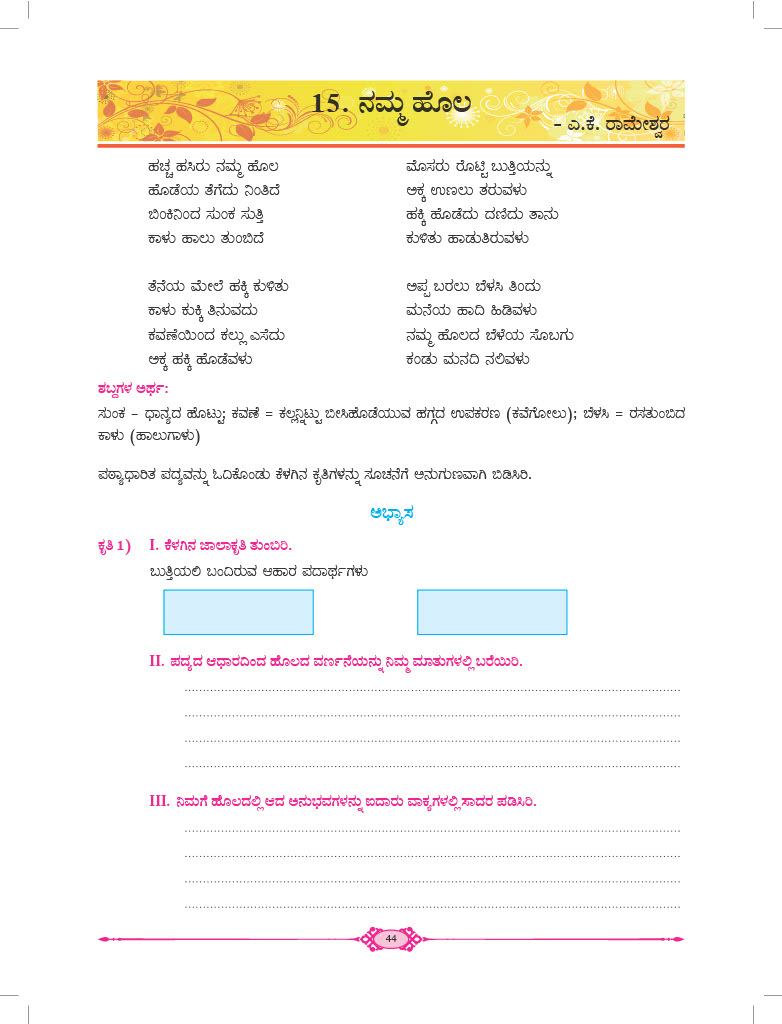 15. ನಮ್ಮ ಹೊಲ
– ಎ.ಕೆ. ರಾಮೇಶ್ವರ
ಹಚ್ಚ ಹಸಿರು ನಮ್ಮ ಹೊಲ
ಹೊಡೆಯ ತೆಗೆದು ನಿಂತಿದೆ
ಬಿಂಕಿನಿಂದ ಸುಂಕ ಸುತ್ತಿ
ಕಾಳು ಹಾಲು ತುಂಬಿದೆ
ತೆನೆಯ ಮೇಲೆ ಹಕ್ಕಿ ಕುಳಿತು
ಕಾಳು ಕುಕ್ಕಿ ತಿನುವದು
ಕವಣೆಯಿಂದ ಕಲ್ಲು ಎಸೆದು
ಅಕ್ಕ ಹಕ್ಕಿ ಹೊಡೆವಳು
ಮೊಸರು ರೊಟ್ಟಿ ಬುತ್ತಿಯನ್ನು
ಅಕ್ಕ ಉಣಲು ತರುವಳು
ಹಕ್ಕಿ ಹೊಡೆದು ದಣಿದು ತಾನು
ಕುಳಿತು ಹಾಡುತಿರುವಳು
ಅಪ್ಪ ಬರಲು ಬೆಳಸಿ ತಿಂದು
ಮನೆಯ ಹಾದಿ ಹಿಡಿವಳು
ನಮ್ಮ ಹೊಲದ ಬೆಳೆಯ ಸೊಬಗು
ಕಂಡು ಮನದಿ ನಲಿವಳು
ಶಬ್ದಗಳ ಅರ್ಥ:
ಸುಂಕ – ಧಾನ್ಯದ ಹೊಟ್ಟು; ಕವಣೆ = ಕಲ್ಲನ್ನಿಟ್ಟು ಬೀಸಿಹೊಡೆಯುವ ಹಗ್ಗದ ಉಪಕರಣ (ಕವೆಗೋಲು); ಬೆಳಸಿ = ರಸತುಂಬಿದ
ಕಾಳು (ಹಾಲುಗಾಳು)
ಪಠ್ಯಾಧಾರಿತ ಪದ್ಯವನ್ನು ಓದಿಕೊಂಡು ಕೆಳಗಿನ ಕೃತಿಗಳನ್ನು ಸೂಚನೆಗೆ ಅನುಗುಣವಾಗಿ ಬಿಡಿಸಿರಿ.
ಅಭ್ಯಾಸ
ಕೃತಿ 1) I. ಕೆಳಗಿನ ಜಾಲಾಕೃತಿ ತುಂಬಿರಿ.
ಬುತ್ತಿಯಲಿ ಬಂದಿರುವ ಆಹಾರ ಪದಾರ್ಥಗಳು
II. ಪದ್ಯದ ಆಧಾರದಿಂದ ಹೊಲದ ವರ್ಣನೆಯನ್ನು ನಿಮ್ಮ ಮಾತುಗಳಲ್ಲಿ ಬರೆಯಿರಿ.
III. ನಿಮಗೆ ಹೊಲದಲ್ಲಿ ಆದ ಅನುಭವಗಳನ್ನು ಐದಾರು ವಾಕ್ಯಗಳಲ್ಲಿ ಸಾದರ ಪಡಿಸಿರಿ.
44